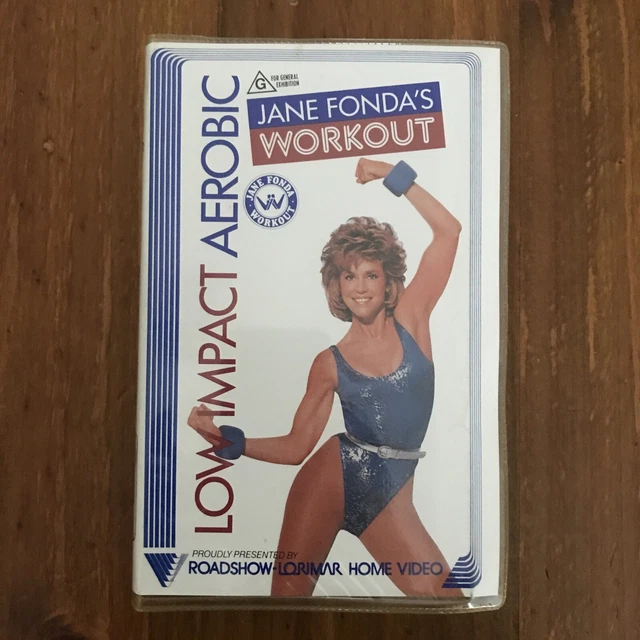 G
FOR GENERAL
EXHIBITION
JANE FONDA'S
WORKOUT
JANE FONDA
W
WORKOUT
LOW IMPACT AEROBIC
PROUDLY PRESENTED BY
ROADSHOW-LORIMAR HOME VIDEO